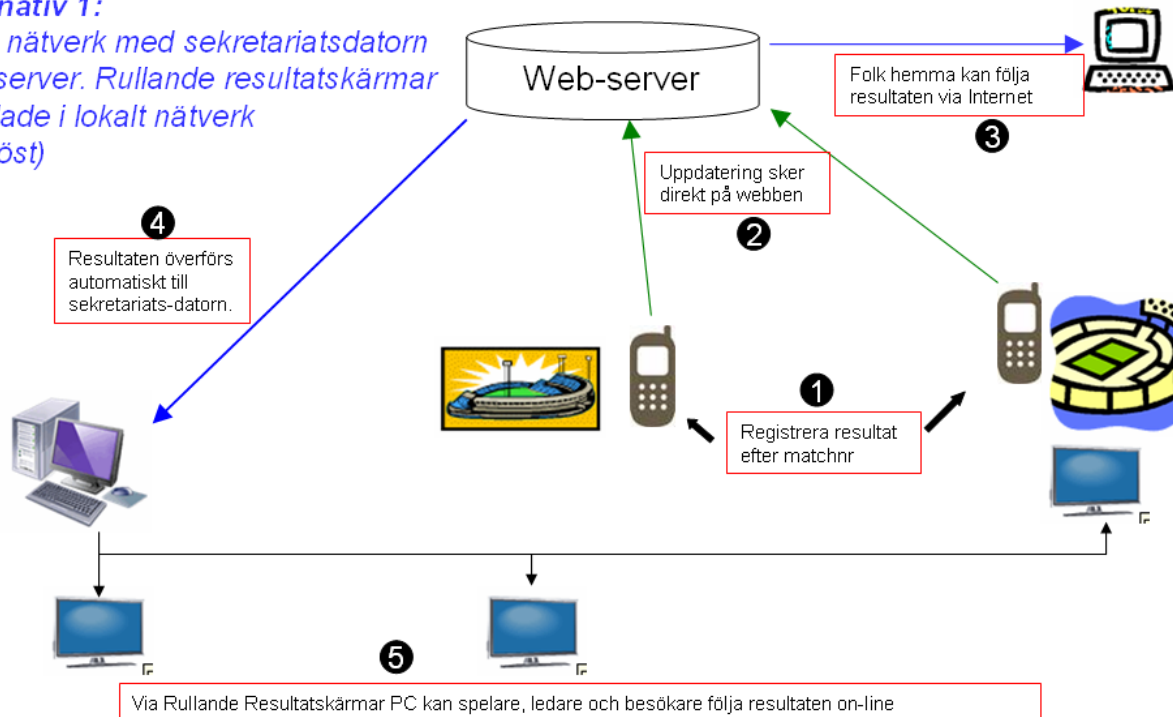 nativ 1:
nätverk med sekretariatsdatorn
server. Rullande resultatskärmar
lade i lokalt nätverk
öst)
Web-server
Folk hemma kan följa
resultaten via Internet
3
Uppdatering sker
direkt på webben
2
4
Resultaten överförs
automatiskt till
sekretariats-datorn.
1
Registrera resultat
efter matchnr
5
Via Rullande Resultatskärmar PC kan spelare, ledare och besökare följa resultaten on-line